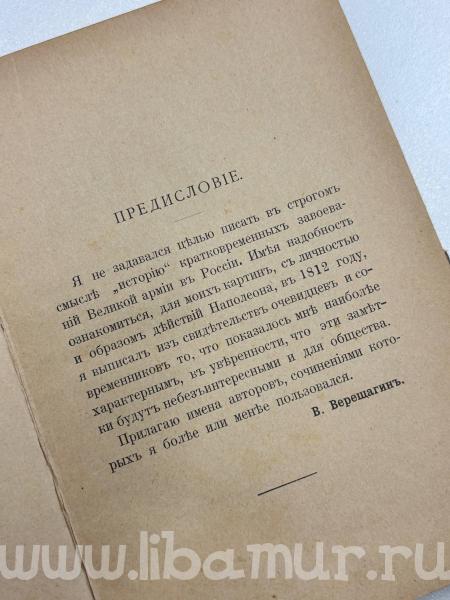 ПРЕДИСЛОВІЕ.
Я не задавался цѣлью писать въ строгомъ
смыслѣ „исторію“ кратковременныхъ завоева-
ній Великой арміи въ Россіи. Имѣя надобность
ознакомиться, для моихъ картинъ, съ личностью
и образомъ дѣйствій Наполеона, въ 1812 году,
я выписалъ изъ свидѣтельствъ очевидцевъ и со-
временниковъ то, что показалось мнѣ наиболѣе
характернымъ, въ увѣренности, что эти замѣт-
ки будутъ небезъинтересными и для общества.
Прилагаю имена авторовъ, сочиненіями кото-
рыхъ я болѣе или менѣе пользовался.
В. Верещагинъ.
www.libamur.ru